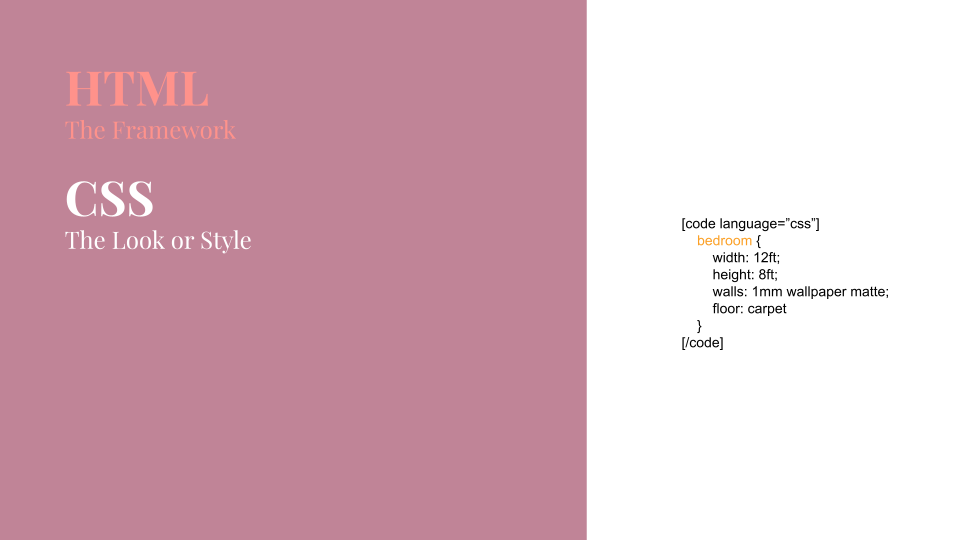 HTML
The Framework
CSS
The Look or Style
[code language=”css”]
bedroom {
width: 12ft;
height: 8ft;
walls: 1mm wallpaper matte;
floor: carpet
}
[/code]